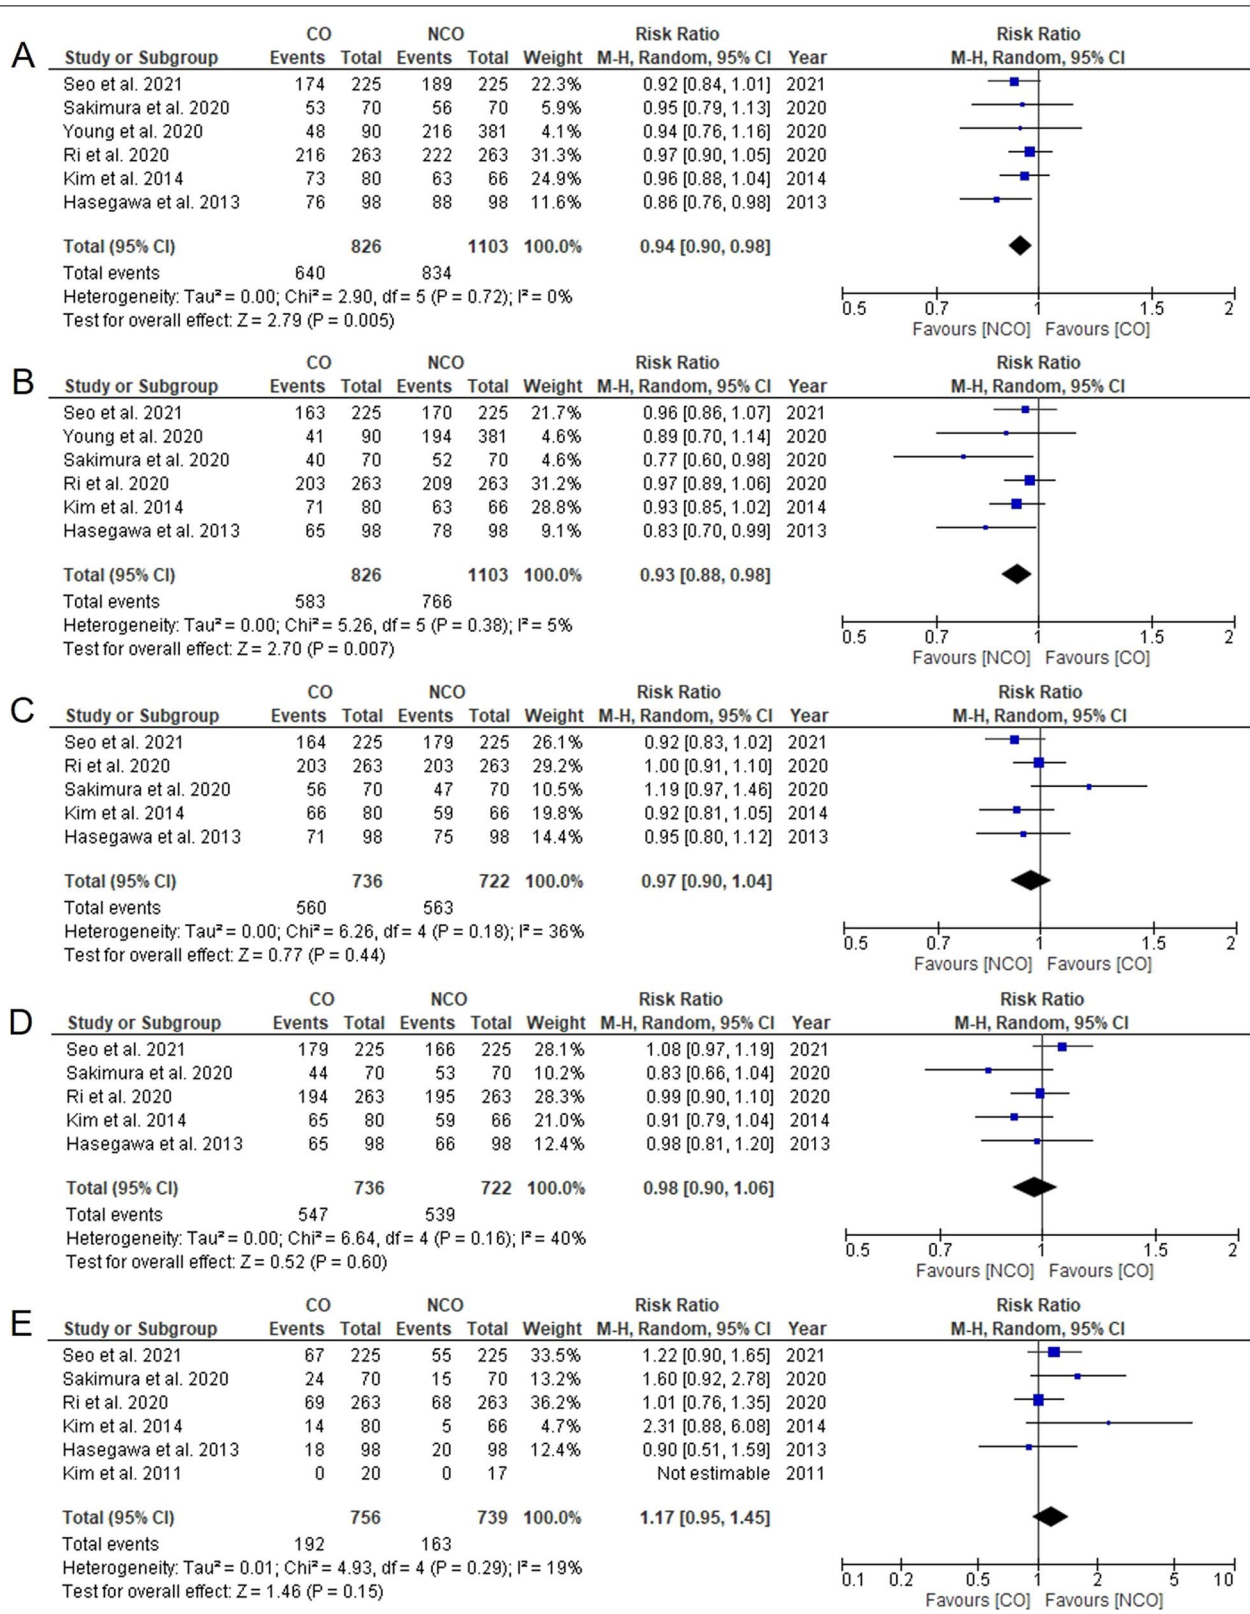 A
CO NCO Risk Ratio Risk Ratio
Study or Subgroup Events Total Events Total Weight M-H, Random, 95% CI Year M-H, Random, 95% CI
Seo et al. 2021 174 225 189 225 22.3% 0.92 [0.84, 1.01] 2021
Sakimura et al. 2020 53 70 56 70 5.9% 0.95 [0.79, 1.13] 2020
Young et al. 2020 48 90 216 381 4.1% 0.94 [0.76, 1.16] 2020
Ri et al. 2020 216 263 222 263 31.3% 0.97 [0.90, 1.05] 2020
Kim et al. 2014 73 80 63 66 24.9% 0.96 [0.88, 1.04] 2014
Hasegawa et al. 2013 76 98 88 98 11.6% 0.86 [0.76, 0.98] 2013
Total (95% CI) 826 1103 100.0% 0.94 [0.90, 0.98]
Total events 640 834
Heterogeneity: Tau² = 0.00; Chi² = 2.90, df = 5 (P = 0.72); I² = 0%
Test for overall effect: Z = 2.79 (P = 0.005)
0.5 0.7 1 1.5 2
Favours [NCO] Favours [CO]
B
CO NCO Risk Ratio Risk Ratio
Study or Subgroup Events Total Events Total Weight M-H, Random, 95% CI Year M-H, Random, 95% CI
Seo et al. 2021 163 225 170 225 21.7% 0.96 [0.86, 1.07] 2021
Young et al. 2020 41 90 194 381 4.6% 0.89 [0.70, 1.14] 2020
Sakimura et al. 2020 40 70 52 70 4.6% 0.77 [0.60, 0.98] 2020
Ri et al. 2020 203 263 209 263 31.2% 0.97 [0.89, 1.06] 2020
Kim et al. 2014 71 80 63 66 28.8% 0.93 [0.85, 1.02] 2014
Hasegawa et al. 2013 65 98 78 98 9.1% 0.83 [0.70, 0.99] 2013
Total (95% CI) 826 1103 100.0% 0.93 [0.88, 0.98]
Total events 583 766
Heterogeneity: Tau² = 0.00; Chi² = 5.26, df = 5 (P = 0.38); I² = 5%
Test for overall effect: Z = 2.70 (P = 0.007)
0.5 0.7 1 1.5 2
Favours [NCO] Favours [CO]
C
CO NCO Risk Ratio Risk Ratio
Study or Subgroup Events Total Events Total Weight M-H, Random, 95% CI Year M-H, Random, 95% CI
Seo et al. 2021 164 225 179 225 26.1% 0.92 [0.83, 1.02] 2021
Ri et al. 2020 203 263 203 263 29.2% 1.00 [0.91, 1.10] 2020
Sakimura et al. 2020 56 70 47 70 10.5% 1.19 [0.97, 1.46] 2020
Kim et al. 2014 66 80 59 66 19.8% 0.92 [0.81, 1.05] 2014
Hasegawa et al. 2013 71 98 75 98 14.4% 0.95 [0.80, 1.12] 2013
Total (95% CI) 736 722 100.0% 0.97 [0.90, 1.04]
Total events 560 563
Heterogeneity: Tau² = 0.00; Chi² = 6.26, df = 4 (P = 0.18); I² = 36%
Test for overall effect: Z = 0.77 (P = 0.44)
0.5 0.7 1 1.5 2
Favours [NCO] Favours [CO]
D
CO NCO Risk Ratio Risk Ratio
Study or Subgroup Events Total Events Total Weight M-H, Random, 95% CI Year M-H, Random, 95% CI
Seo et al. 2021 179 225 166 225 28.1% 1.08 [0.97, 1.19] 2021
Sakimura et al. 2020 44 70 53 70 10.2% 0.83 [0.66, 1.04] 2020
Ri et al. 2020 194 263 195 263 28.3% 0.99 [0.90, 1.10] 2020
Kim et al. 2014 65 80 59 66 21.0% 0.91 [0.79, 1.04] 2014
Hasegawa et al. 2013 65 98 66 98 12.4% 0.98 [0.81, 1.20] 2013
Total (95% CI) 736 722 100.0% 0.98 [0.90, 1.06]
Total events 547 539
Heterogeneity: Tau² = 0.00; Chi² = 6.64, df = 4 (P = 0.16); I² = 40%
Test for overall effect: Z = 0.52 (P = 0.60)
0.5 0.7 1 1.5 2
Favours [NCO] Favours [CO]
E
CO NCO Risk Ratio Risk Ratio
Study or Subgroup Events Total Events Total Weight M-H, Random, 95% CI Year M-H, Random, 95% CI
Seo et al. 2021 67 225 55 225 33.5% 1.22 [0.90, 1.65] 2021
Sakimura et al. 2020 24 70 15 70 13.2% 1.60 [0.92, 2.78] 2020
Ri et al. 2020 69 263 68 263 36.2% 1.01 [0.76, 1.35] 2020
Kim et al. 2014 14 80 5 66 4.7% 2.31 [0.88, 6.08] 2014
Hasegawa et al. 2013 18 98 20 98 12.4% 0.90 [0.51, 1.59] 2013
Kim et al. 2011 0 20 0 17 Not estimable 2011
Total (95% CI) 756 739 100.0% 1.17 [0.95, 1.45]
Total events 192 163
Heterogeneity: Tau² = 0.01; Chi² = 4.93, df = 4 (P = 0.29); I² = 19%
Test for overall effect: Z = 1.46 (P = 0.15)
0.1 0.2 0.5 1 2 5 10
Favours [CO] Favours [NCO]